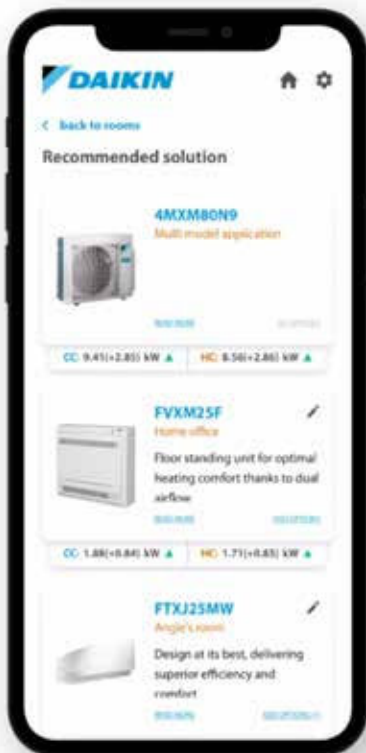 DAIKIN
< back to rooms
Recommended solution
4MXM80N9
Multi model application
CC: 9.41(+2.85) kW ▲ HC: 8.56(+2.86) kW ▲
FVXM25F
Home office
Floor standing unit for optimal
heating comfort thanks to dual
airflow
CC: 1.88(+0.84) kW ▲ HC: 1.71(+0.65) kW ▲
FTXJ25MW
Angie's room
Design at its best, delivering
superior efficiency and
comfort